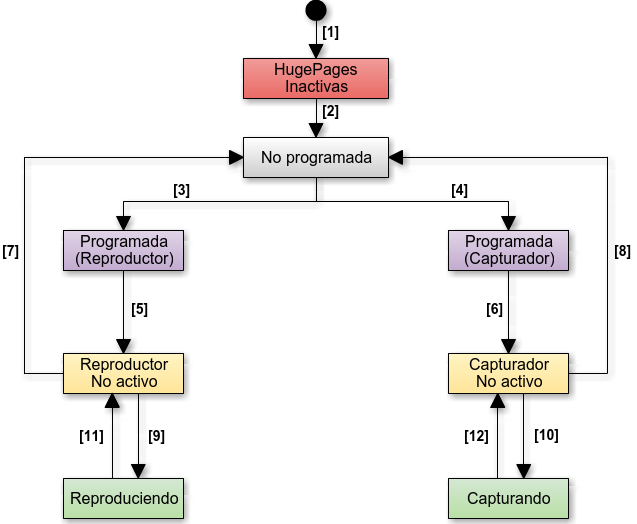 [1]
HugePages
Inactivas
[2]
No programada
[3]
[4]
Programada
(Reproductor)
Programada
(Capturador)
[7]
[8]
[5]
[6]
Reproductor
No activo
Capturador
No activo
[11]
[9]
[12]
[10]
Reproduciendo
Capturando